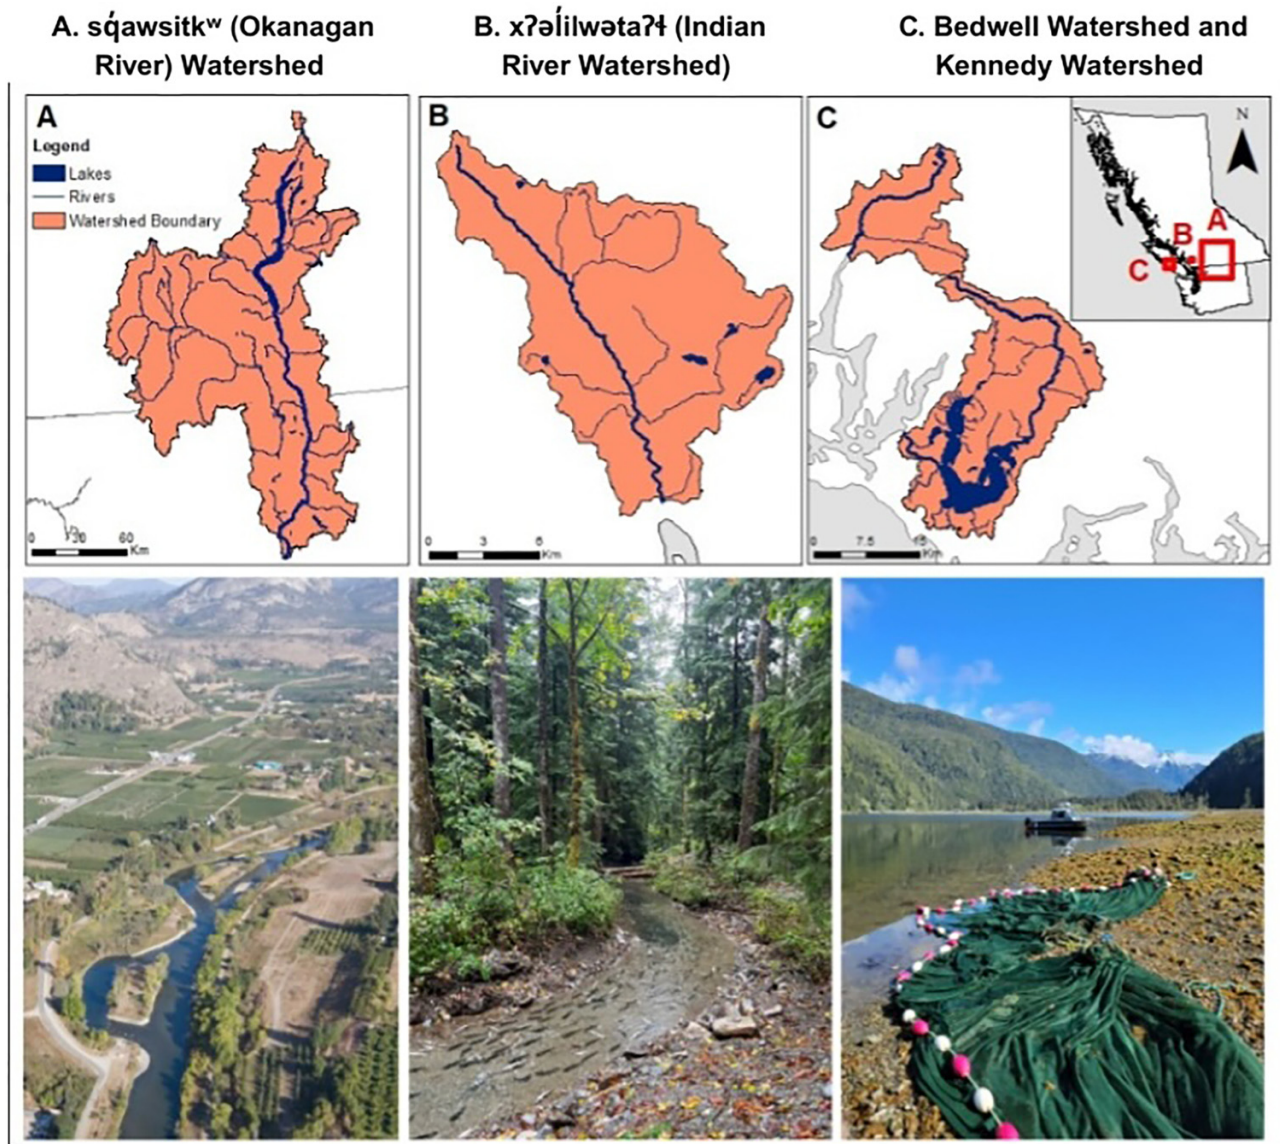 A. sq̓awsitkʷ (Okanagan
River) Watershed
B. xʔəl̓ilwətaʔɬ (Indian
River Watershed)
C. Bedwell Watershed and
Kennedy Watershed
A
Legend
Lakes
Rivers
Watershed Boundary
0 30 60
Km
B
0 3 6
Km
C
N
A
B
C
0 7.5 15
Km